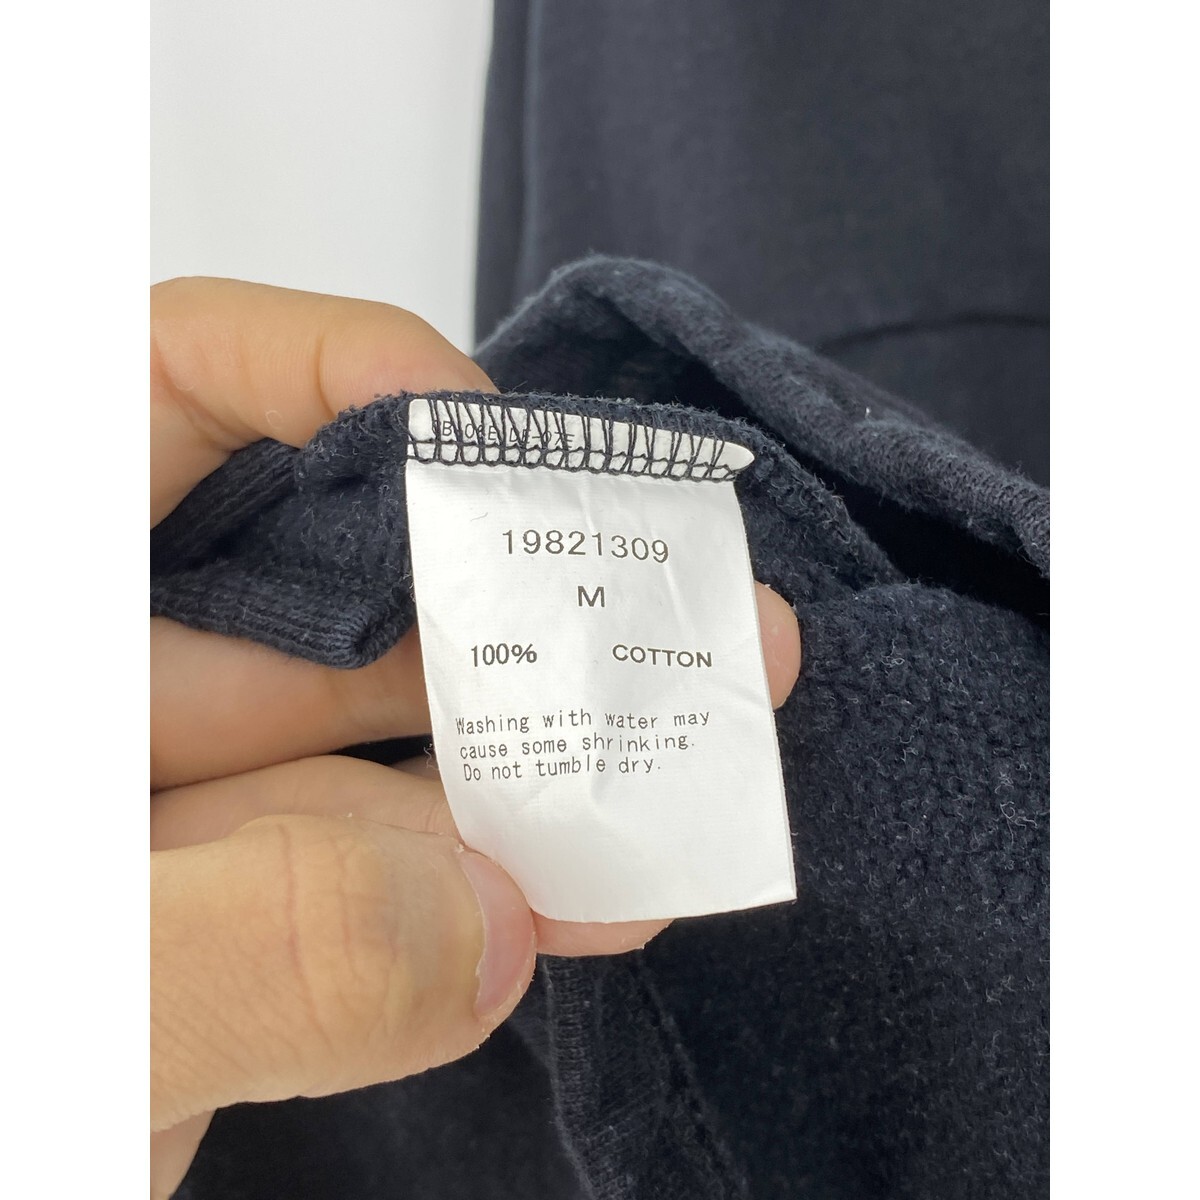 19821309
M
100% COTTON
Washing with water may
cause some shrinking.
Do not tumble dry.